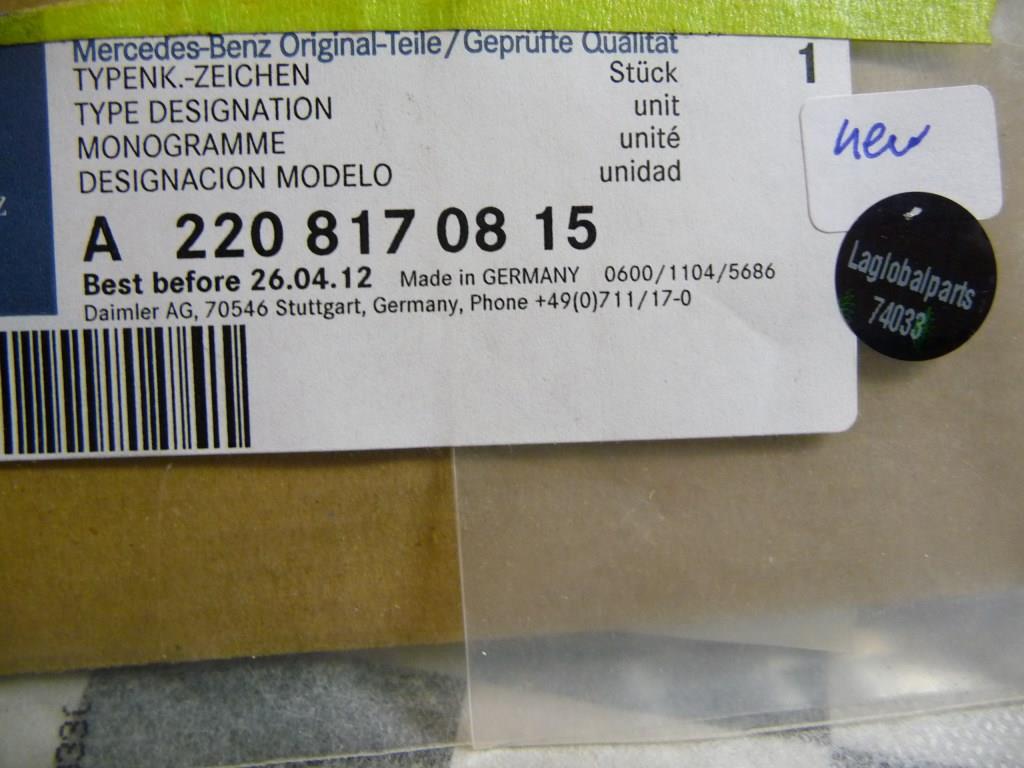 Mercedes-Benz Original-Teile/Geprüfte Qualität
TYPENK.-ZEICHEN Stück 1
TYPE DESIGNATION unit
MONOGRAMME unité
DESIGNACION MODELO unidad
A 220 817 08 15
Best before 26.04.12 Made in GERMANY 0600/1104/5686
Daimler AG, 70546 Stuttgart, Germany, Phone +49(0)711/17-0
new
Laglobalparts
74033